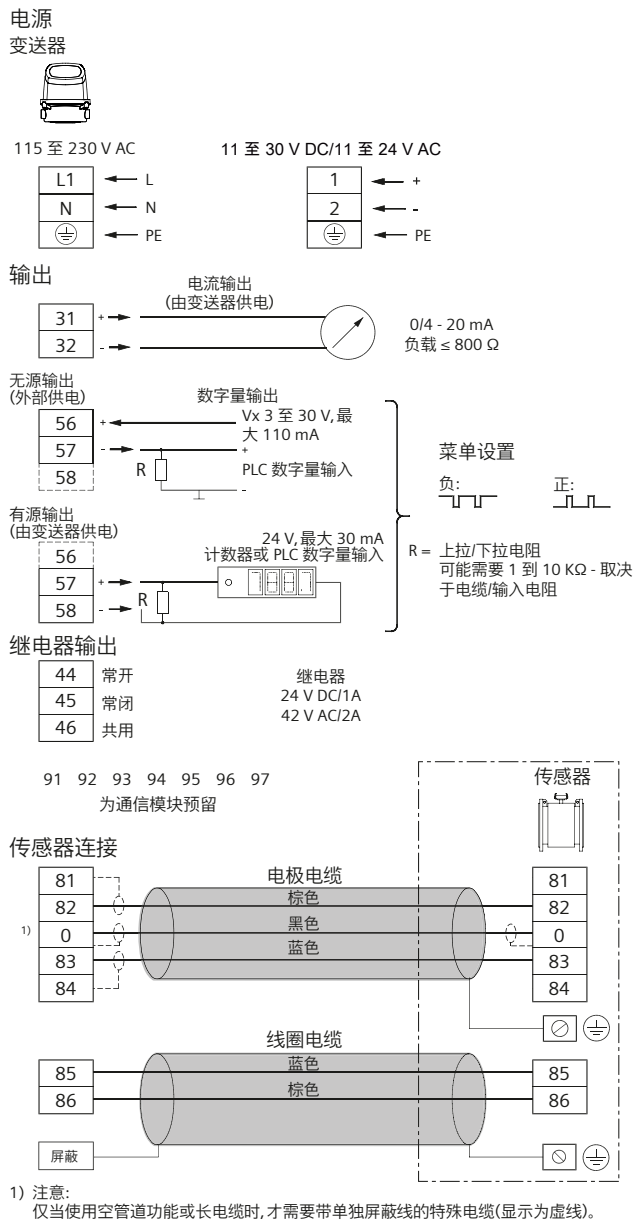 电源
变送器
115 至 230 V AC
11 至 30 V DC/11 至 24 V AC
L1 L
N N
PE
1 +
2 -
PE
输出
电流输出
(由变送器供电)
31 +
32 -
0/4 - 20 mA
负载 ≤ 800 Ω
无源输出
(外部供电)
数字量输出
56 +
57 -
58
Vx 3 至 30 V,最
大 110 mA
+
R
PLC 数字量输入
-
菜单设置
负:
正:
有源输出
(由变送器供电)
24 V,最大 30 mA
计数器或 PLC 数字量输入
56
57 +
58 -
R
R = 上拉/下拉电阻
可能需要 1 到 10 KΩ - 取决
于电缆/输入电阻
继电器输出
44 常开
45 常闭
46 共用
继电器
24 V DC/1A
42 V AC/2A
91 92 93 94 95 96 97
为通信模块预留
传感器
传感器连接
电极电缆
81
82
1) 0
83
84
棕色
黑色
蓝色
81
82
0
83
84
线圈电缆
85
86
蓝色
棕色
85
86
屏蔽
1) 注意:
仅当使用空管道功能或长电缆时,才需要带单独屏蔽线的特殊电缆(显示为虚线)。